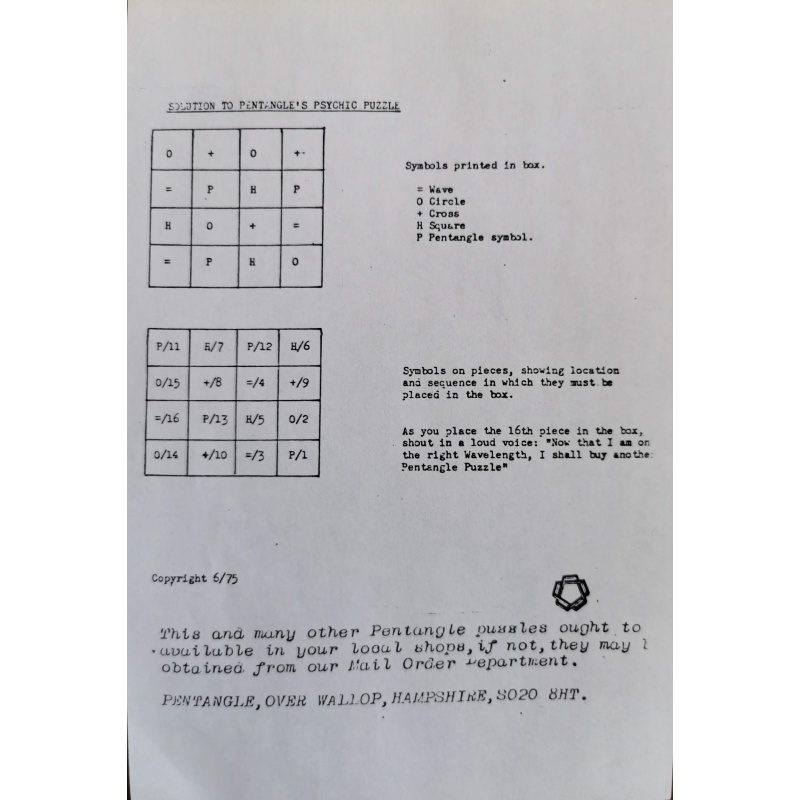 SOLUTION TO PENTANGLE'S PSYCHIC PUZZLE
O + O +-
= P H P
H O + =
= P H O
Symbols printed in box.
= Wave
O Circle
+ Cross
H Square
P Pentangle symbol.
P/11 H/7 P/12 H/6
O/15 +/8 =/4 +/9
=/16 P/13 H/5 O/2
O/14 +/10 =/3 P/1
Symbols on pieces, showing location
and sequence in which they must be
placed in the box.
As you place the 16th piece in the box,
shout in a loud voice: "Now that I am on
the right Wavelength, I shall buy anothe
Pentangle Puzzle"
Copyright 6/75
This and many other Pentangle puzzles ought to
available in your local shops, if not, they may
obtained from our Mail Order Department.
PENTANGLE, OVER WALLOP, HAMPSHIRE, SO20 8HT.